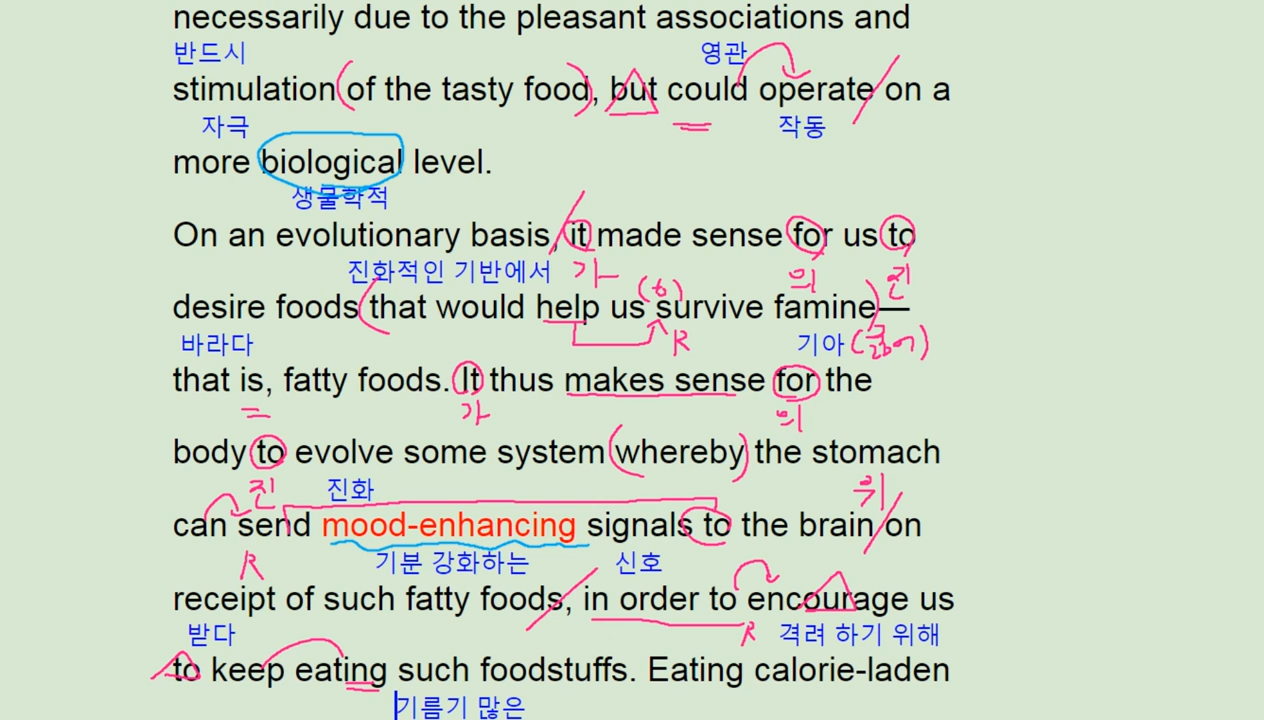 necessarily due to the pleasant associations and
반드시 영관
stimulation (of the tasty food), but could operate / on a
자극 작동
more biological level.
생물학적
On an evolutionary basis, / it made sense for us to
진화적인 기반에서 가 의 진
desire foods (that would help us (to) survive famine)—
바라다 R 기아 (굶어)
that is, fatty foods. It thus makes sense for the
가 의
body to evolve some system (whereby) the stomach
진 진화 위
can send mood-enhancing signals to the brain / on
R 기분 강화하는 신호
receipt of such fatty foods, / in order to encourage us
받다 R 격려 하기 위해
to keep eating such foodstuffs. Eating calorie-laden
기름기 많은